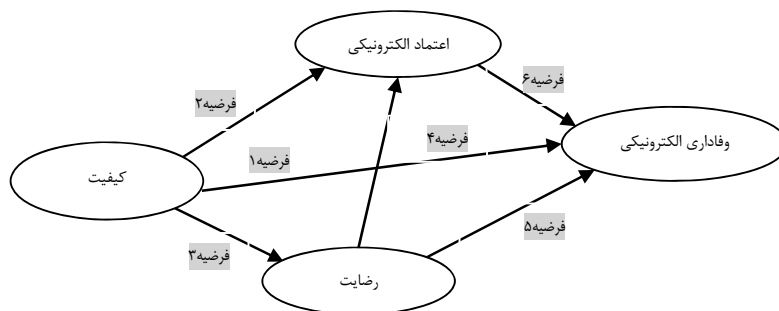 اعتماد الکترونیکی
فرضیه۶
فرضیه۲
وفاداری الکترونیکی
فرضیه۴
فرضیه۱
کیفیت
فرضیه۵
فرضیه۳
رضایت